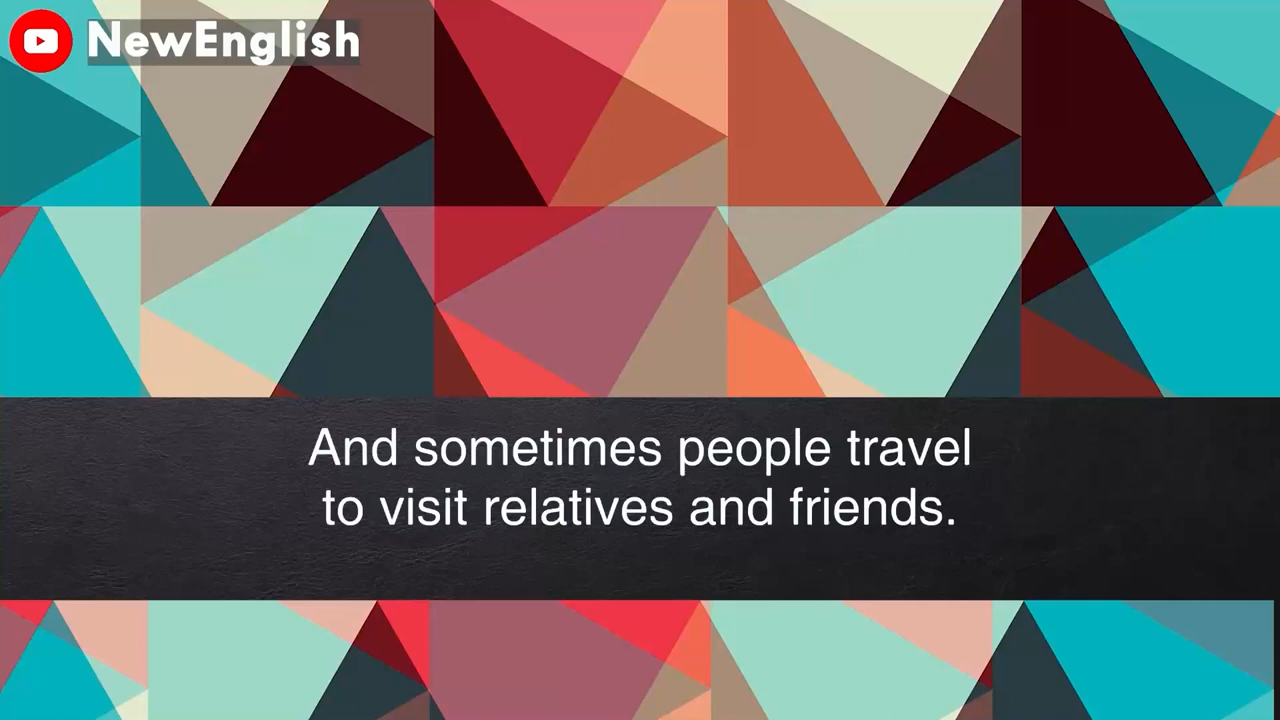 NewEnglish
And sometimes people travel
to visit relatives and friends.